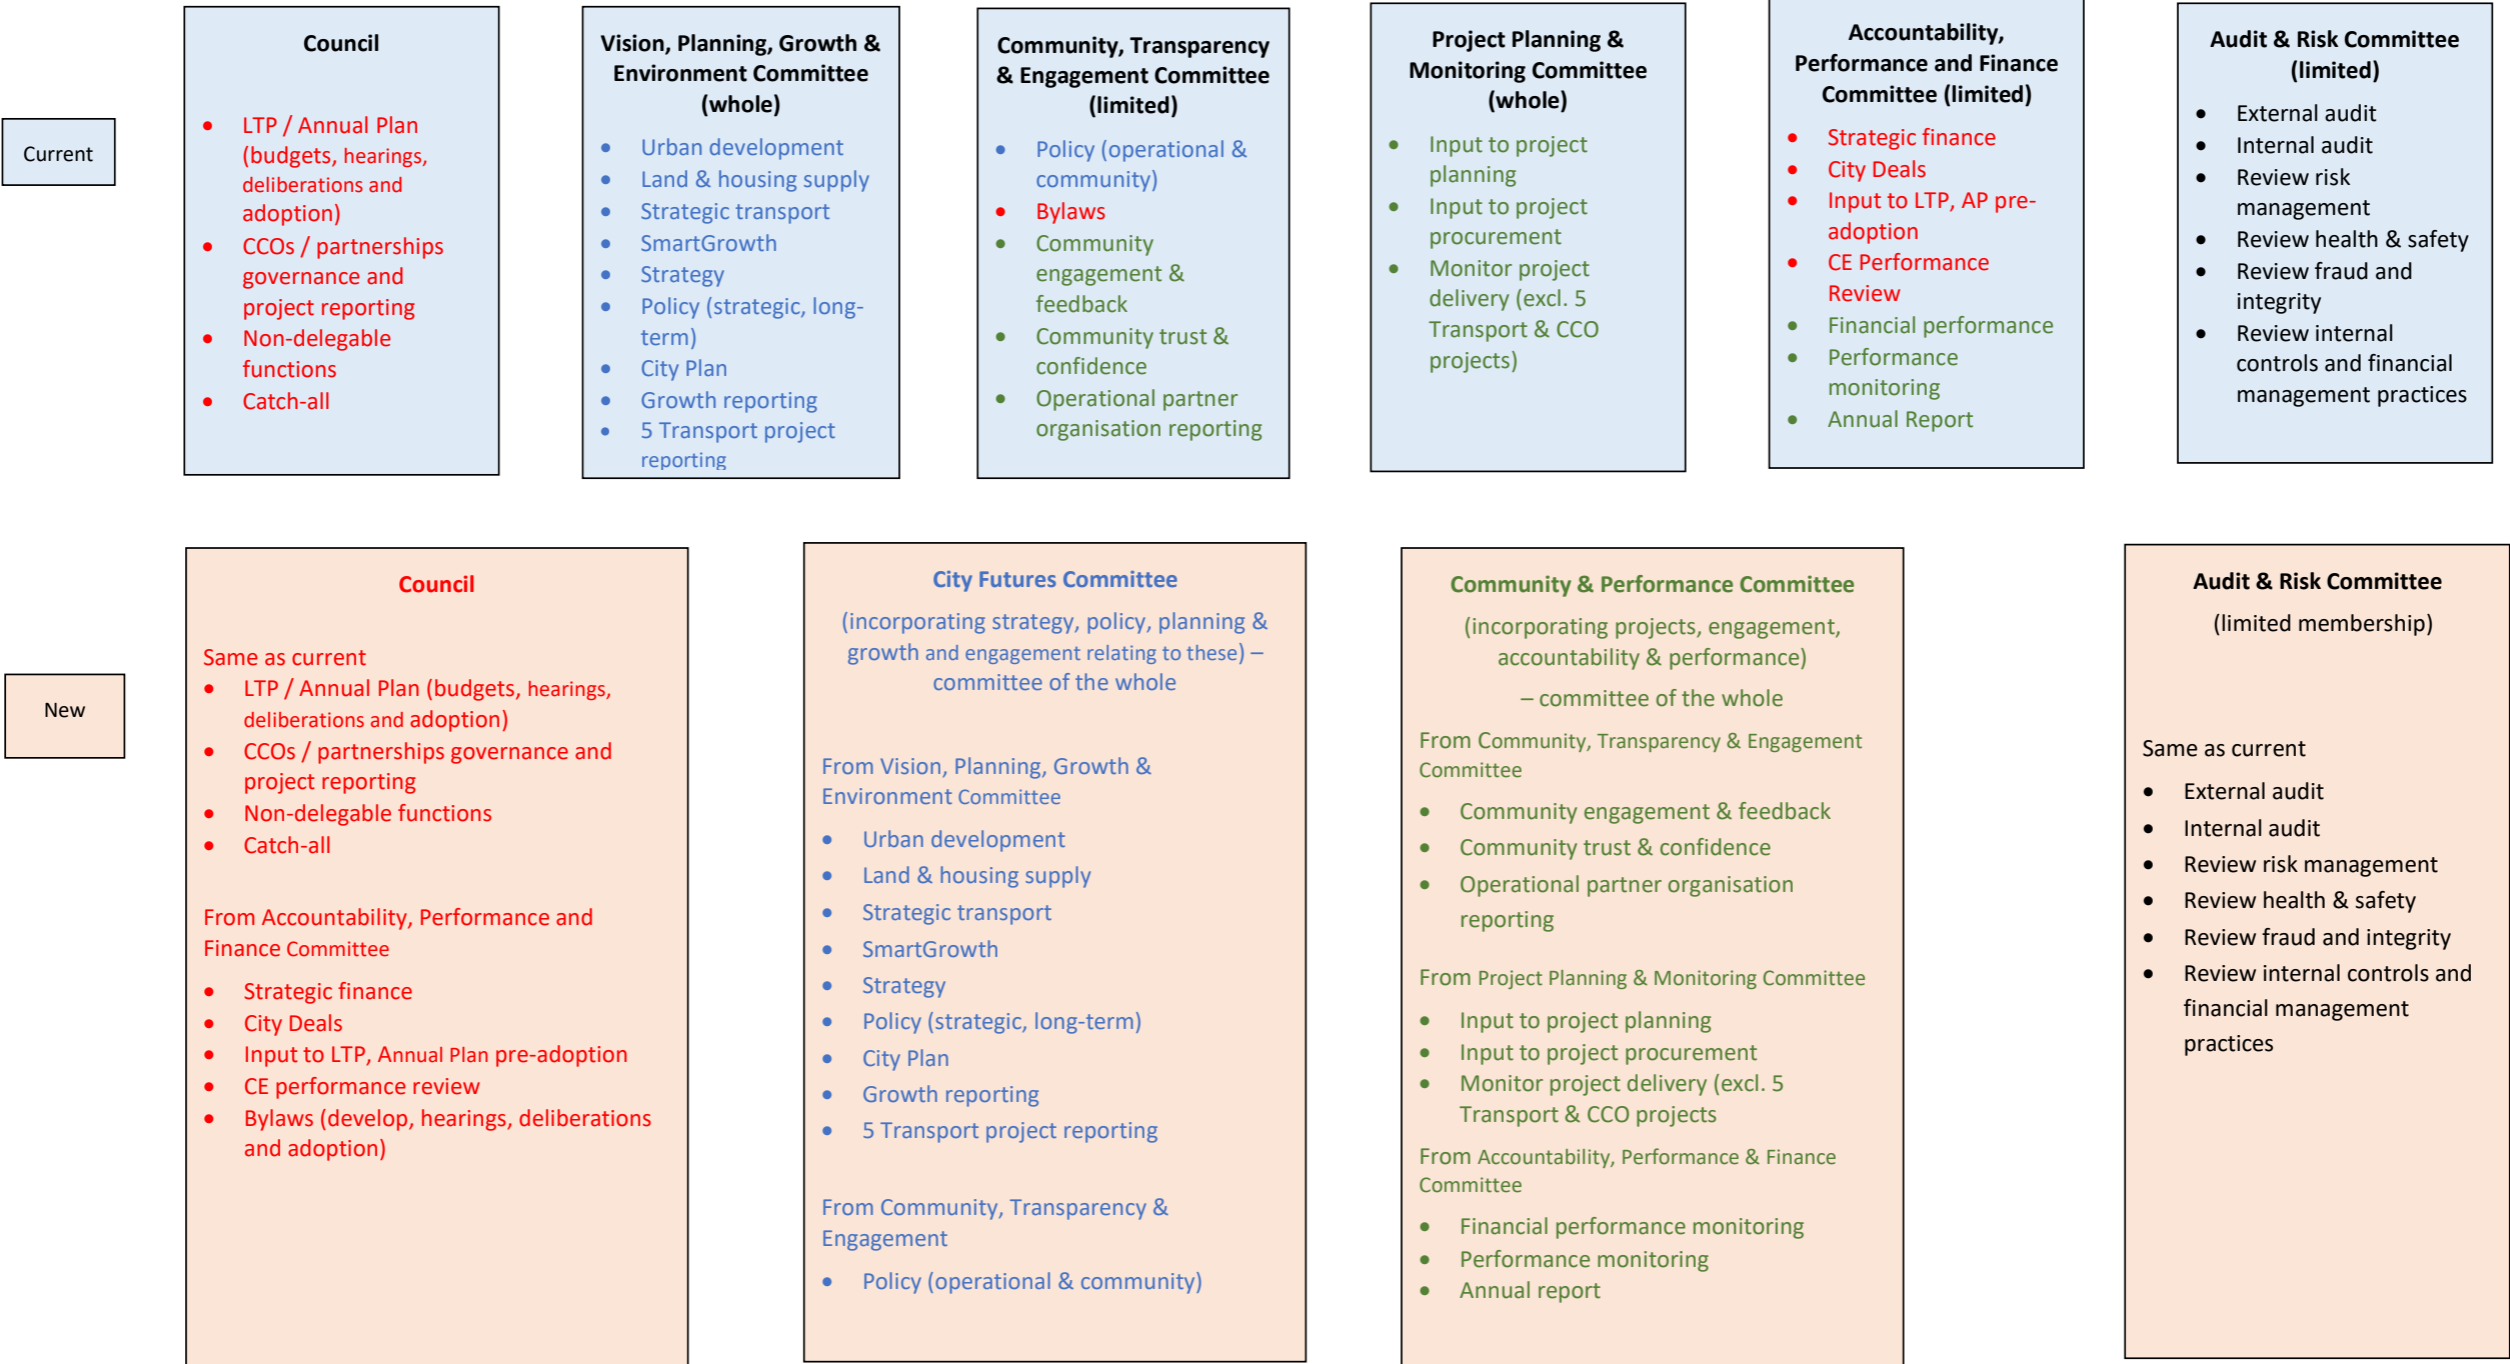 Current
Council
• LTP / Annual Plan
(budgets, hearings,
deliberations and
adoption)
• CCOs / partnerships
governance and
project reporting
• Non-delegable
functions
• Catch-all
Vision, Planning, Growth &
Environment Committee
(whole)
• Urban development
• Land & housing supply
• Strategic transport
• SmartGrowth
• Strategy
• Policy (strategic, long-
term)
• City Plan
• Growth reporting
• 5 Transport project
reporting
Community, Transparency
& Engagement Committee
(limited)
• Policy (operational &
community)
• Bylaws
• Community
engagement &
feedback
• Community trust &
confidence
• Operational partner
organisation reporting
Project Planning &
Monitoring Committee
(whole)
• Input to project
planning
• Input to project
procurement
• Monitor project
delivery (excl. 5
Transport & CCO
projects)
Accountability,
Performance and Finance
Committee (limited)
• Strategic finance
• City Deals
• Input to LTP, AP pre-
adoption
• CE Performance
Review
• Financial performance
• Performance
monitoring
• Annual Report
Audit & Risk Committee
(limited)
• External audit
• Internal audit
• Review risk
management
• Review health & safety
• Review fraud and
integrity
• Review internal
controls and financial
management practices
New
Council
Same as current
• LTP / Annual Plan (budgets, hearings,
deliberations and adoption)
• CCOs / partnerships governance and
project reporting
• Non-delegable functions
• Catch-all
From Accountability, Performance and
Finance Committee
• Strategic finance
• City Deals
• Input to LTP, Annual Plan pre-adoption
• CE performance review
• Bylaws (develop, hearings, deliberations
and adoption)
City Futures Committee
(incorporating strategy, policy, planning &
growth and engagement relating to these) –
committee of the whole
From Vision, Planning, Growth &
Environment Committee
• Urban development
• Land & housing supply
• Strategic transport
• SmartGrowth
• Strategy
• Policy (strategic, long-term)
• City Plan
• Growth reporting
• 5 Transport project reporting
From Community, Transparency &
Engagement
• Policy (operational & community)
Community & Performance Committee
(incorporating projects, engagement,
accountability & performance)
– committee of the whole
From Community, Transparency & Engagement
Committee
• Community engagement & feedback
• Community trust & confidence
• Operational partner organisation
reporting
From Project Planning & Monitoring Committee
• Input to project planning
• Input to project procurement
• Monitor project delivery (excl. 5
Transport & CCO projects
From Accountability, Performance & Finance
Committee
• Financial performance monitoring
• Performance monitoring
• Annual report
Audit & Risk Committee
(limited membership)
Same as current
• External audit
• Internal audit
• Review risk management
• Review health & safety
• Review fraud and integrity
• Review internal controls and
financial management
practices